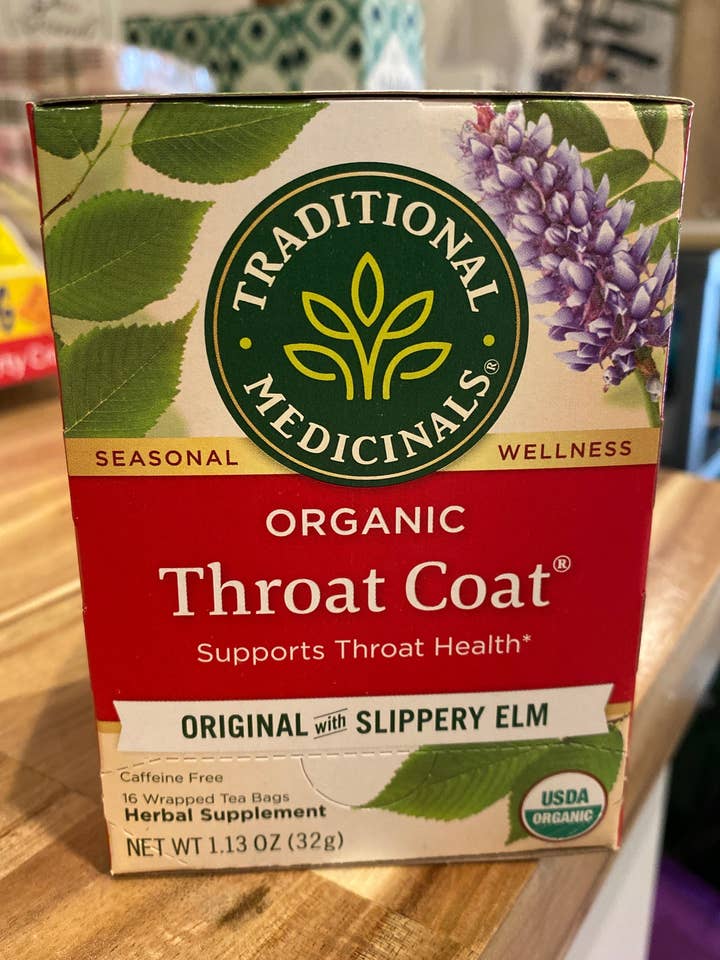 TRADITIONAL
MEDICINALS®
SEASONAL
WELLNESS
ORGANIC
Throat Coat®
Supports Throat Health*
ORIGINAL with SLIPPERY ELM
Caffeine Free
16 Wrapped Tea Bags
Herbal Supplement
NET WT 1.13 OZ (32g)
USDA
ORGANIC